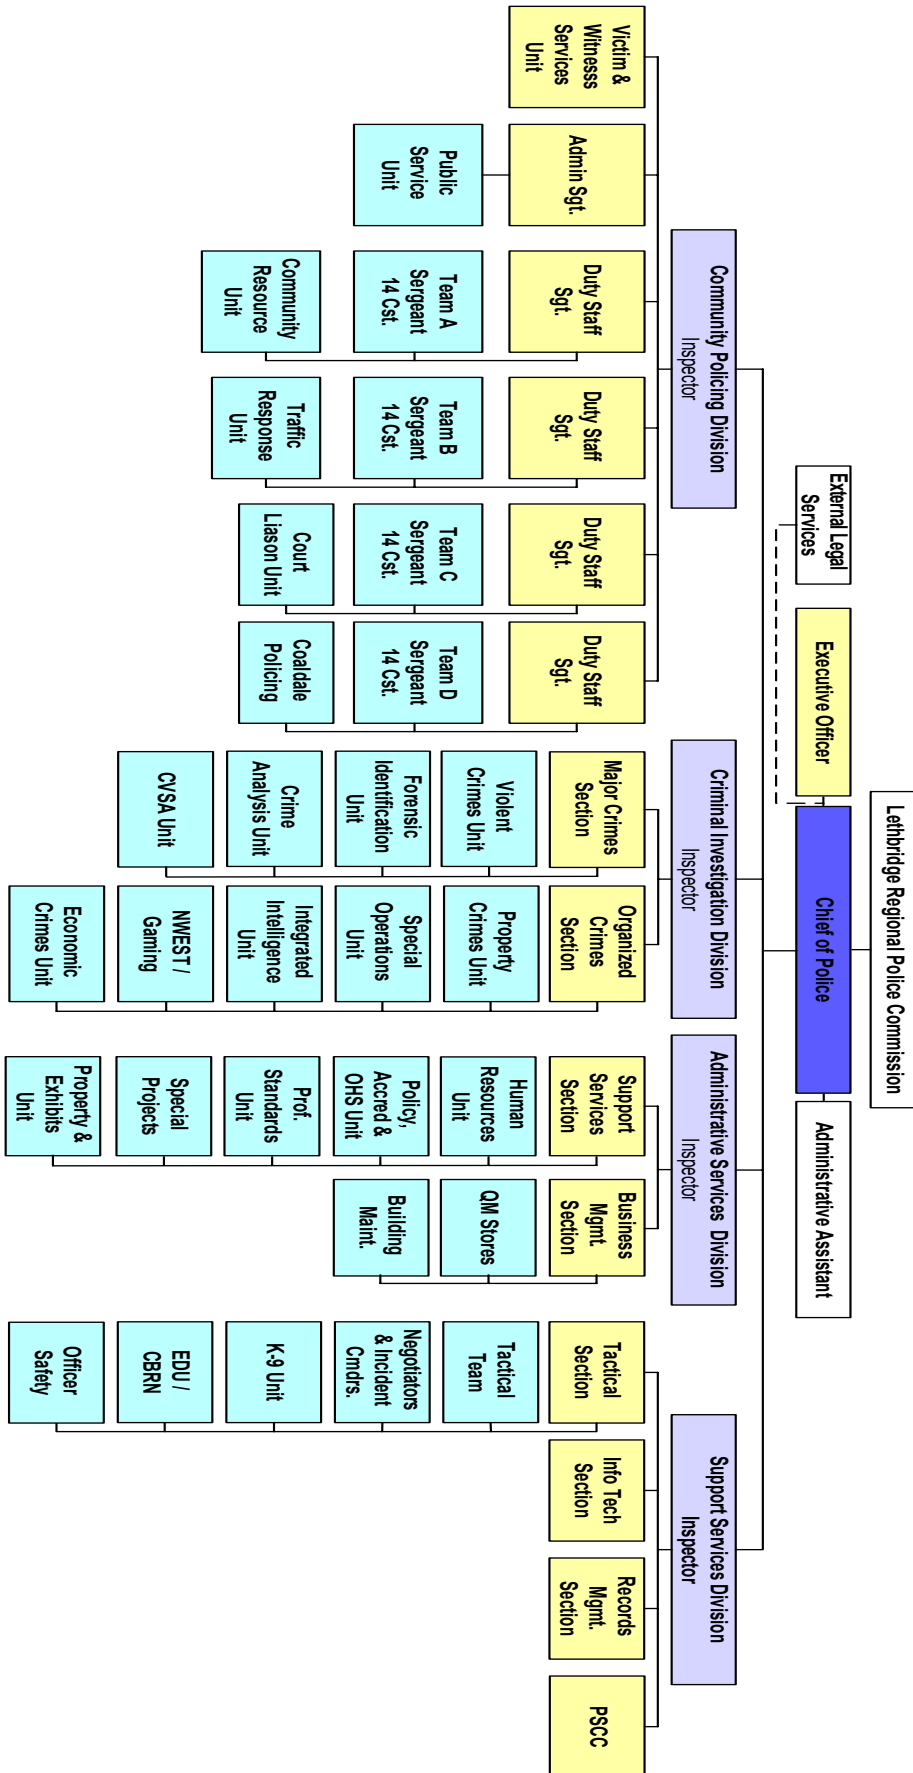 Lethbridge Regional Police Commission
External Legal
Services
Executive Officer
Chief of Police
Administrative Assistant
Community Policing Division
Inspector
Criminal Investigation Division
Inspector
Administrative Services Division
Inspector
Support Services Division
Inspector
Victim &
Witnesss
Services
Unit
Admin Sgt.
Duty Staff
Sgt.
Duty Staff
Sgt.
Duty Staff
Sgt.
Duty Staff
Sgt.
Major Crimes
Section
Organized
Crimes
Section
Support
Services
Section
Business
Mgmt.
Section
Tactical
Section
Info Tech
Section
Records
Mgmt.
Section
PSCC
Public
Service
Unit
Team A
Sergeant
14 Cst.
Team B
Sergeant
14 Cst.
Team C
Sergeant
14 Cst.
Team D
Sergeant
14 Cst.
Violent
Crimes Unit
Property
Crimes Unit
Human
Resources
Unit
QM Stores
Tactical
Team
Community
Resource
Unit
Traffic
Response
Unit
Court
Liason Unit
Coaldale
Policing
Forensic
Identification
Unit
Special
Operations
Unit
Policy,
Accred &
OHS Unit
Building
Maint.
Negotiators
& Incident
Cmdrs.
Crime
Analysis Unit
Integrated
Intelligence
Unit
Prof.
Standards
Unit
K-9 Unit
CVSA Unit
NWEST /
Gaming
Special
Projects
EDU /
CBRN
Economic
Crimes Unit
Property &
Exhibits
Unit
Officer
Safety